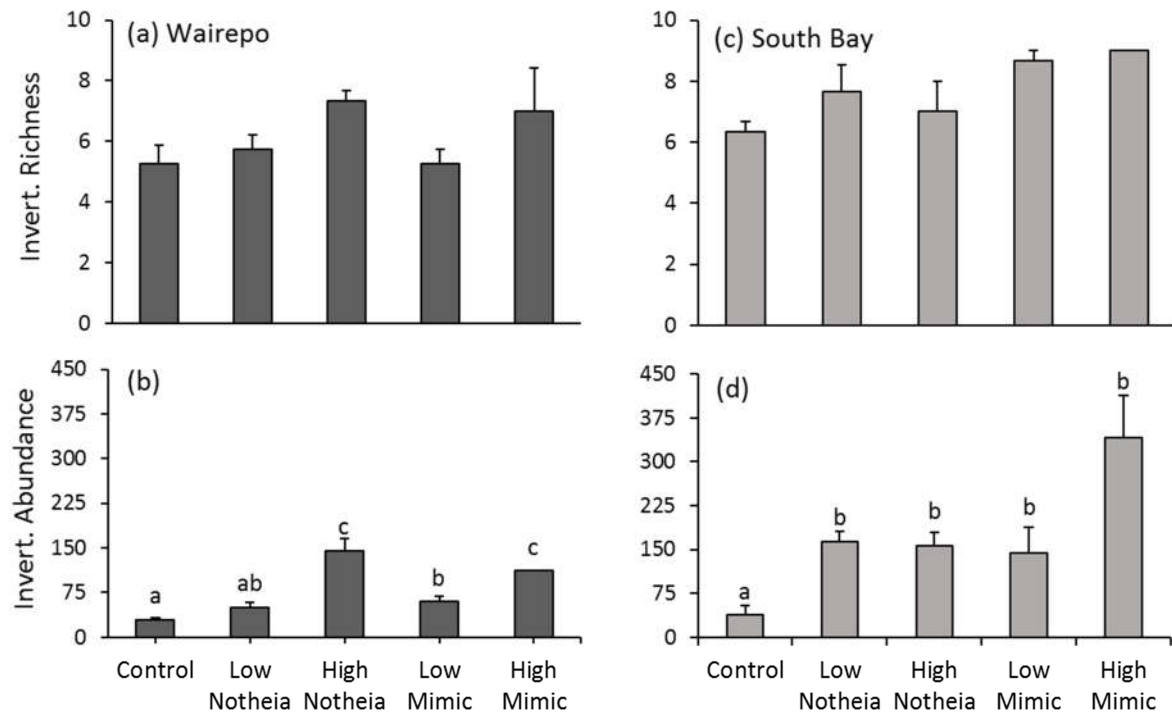 (a) Wairepo
Invert. Richness
10
8
6
4
2
0
(c) South Bay
10
8
6
4
2
0
(b)
Invert. Abundance
450
375
300
225
150
75
0
a
ab
c
b
c
Control
Low
Notheia
High
Notheia
Low
Mimic
High
Mimic
(d)
450
375
300
225
150
75
0
a
b
b
b
b
Control
Low
Notheia
High
Notheia
Low
Mimic
High
Mimic